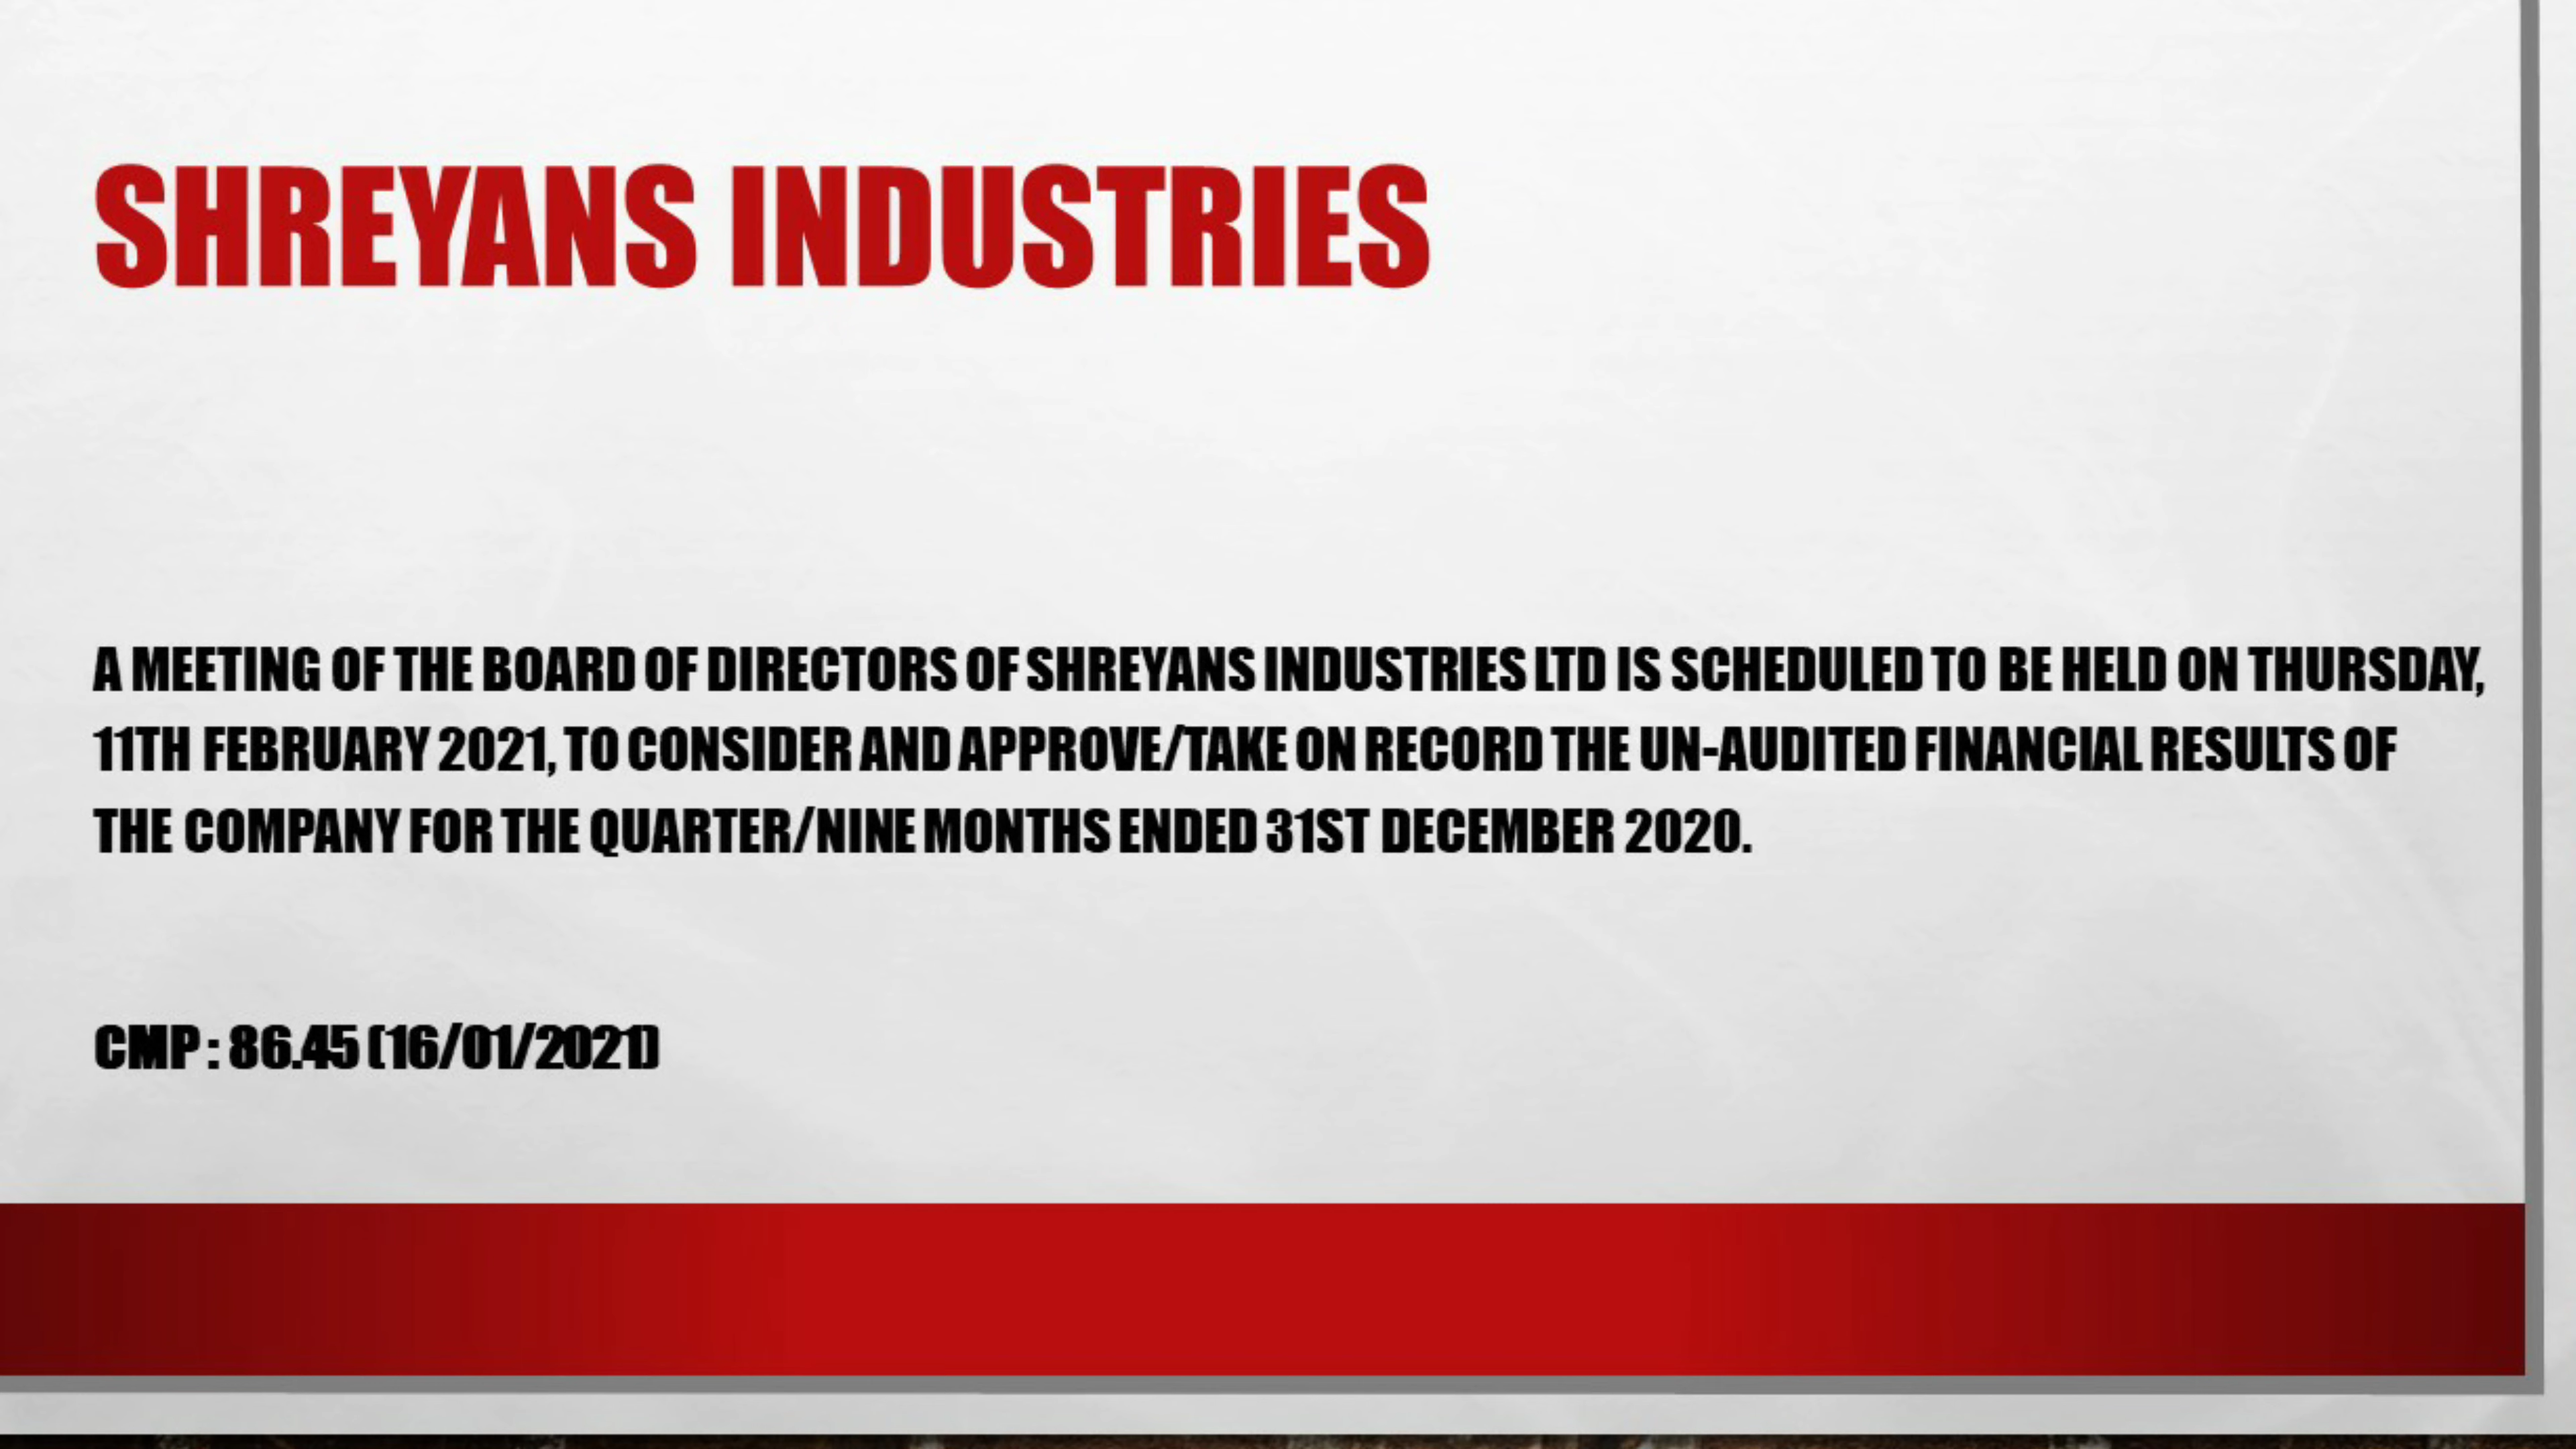 SHREYANS INDUSTRIES
A MEETING OF THE BOARD OF DIRECTORS OF SHREYANS INDUSTRIES LTD IS SCHEDULED TO BE HELD ON THURSDAY,
11TH FEBRUARY 2021, TO CONSIDER AND APPROVE/TAKE ON RECORD THE UN-AUDITED FINANCIAL RESULTS OF
THE COMPANY FOR THE QUARTER/NINE MONTHS ENDED 31ST DECEMBER 2020.
CMP : 86.45 (16/01/2021)